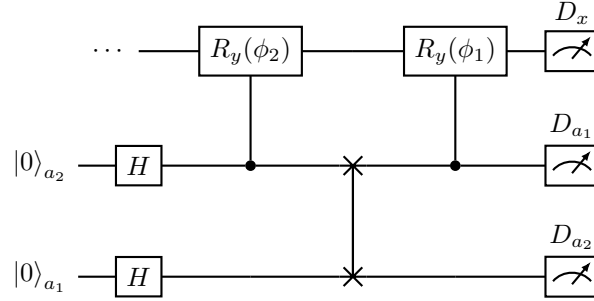 D_x
⋯ R_y(ϕ_2) R_y(ϕ_1)
D_{a_1}
|0⟩_{a_2} H
D_{a_2}
|0⟩_{a_1} H